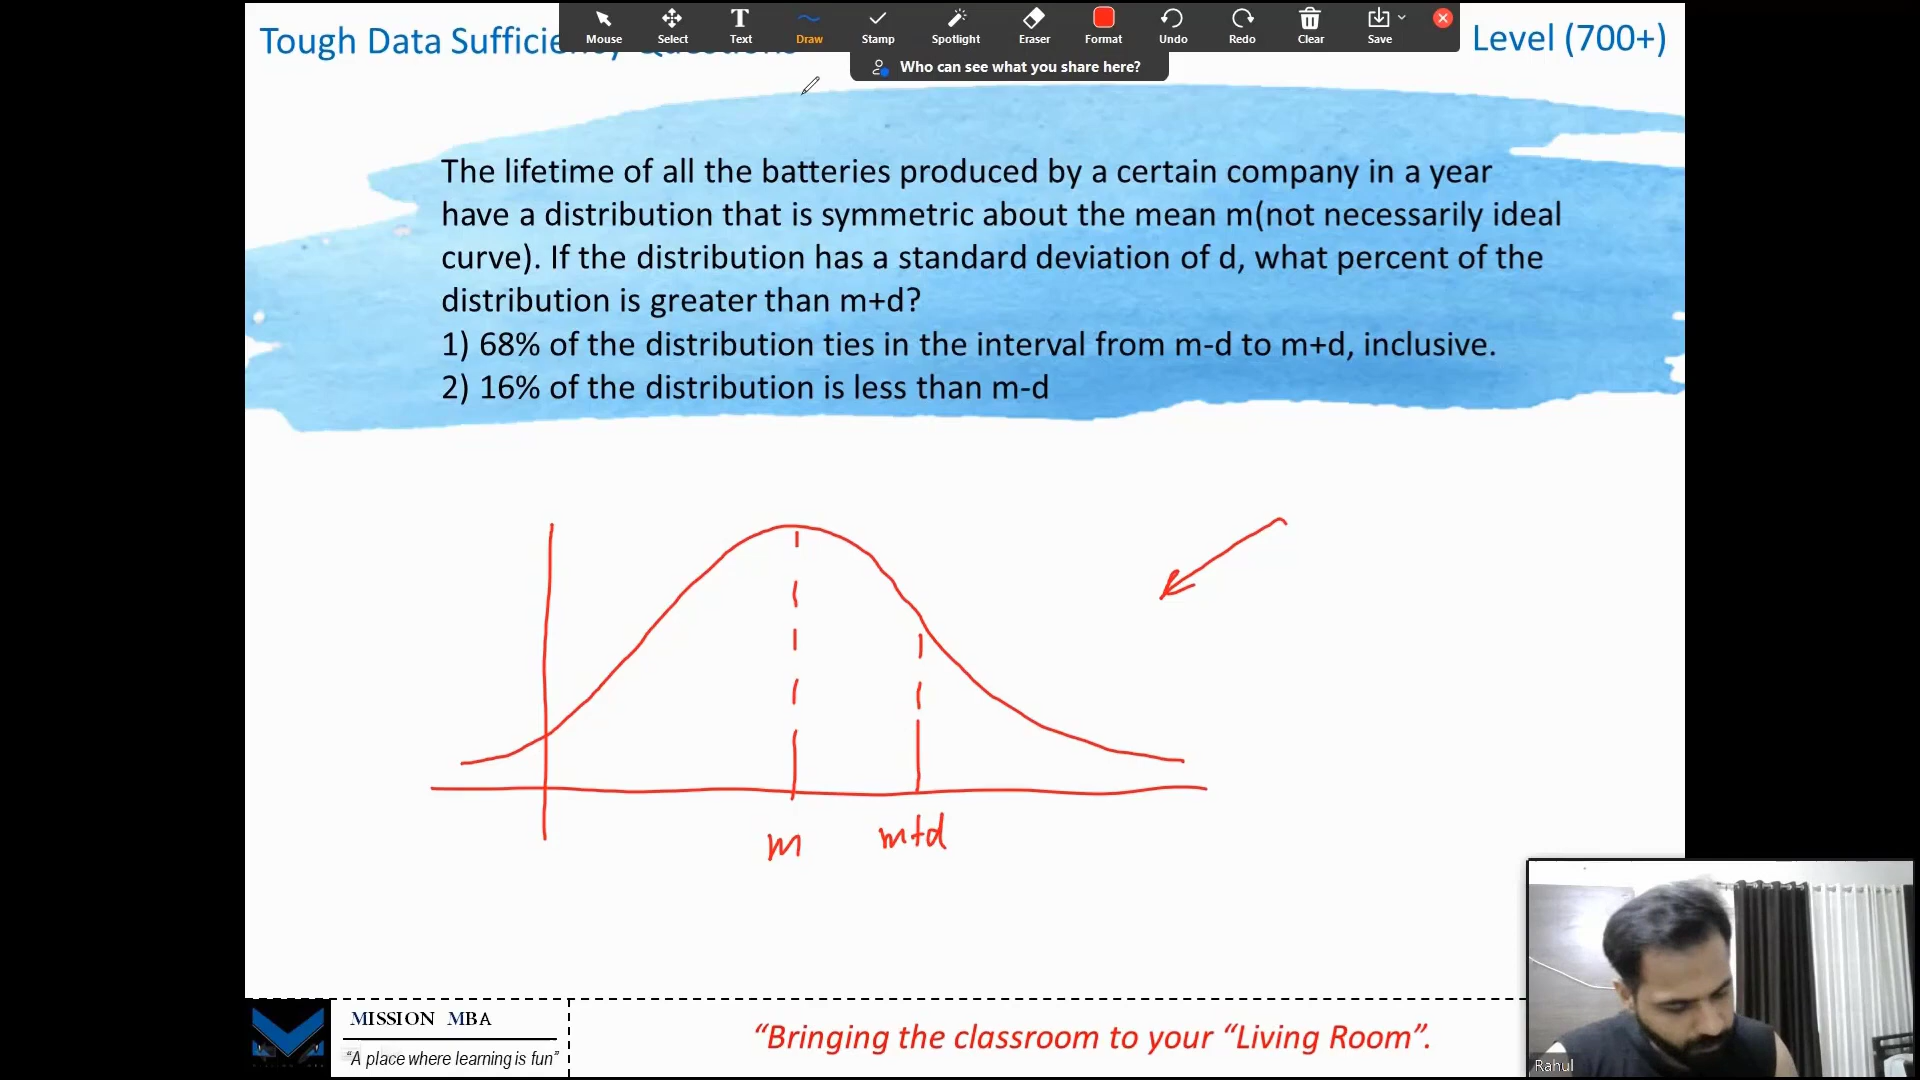 Mouse
Select
Text
Draw
Stamp
Spotlight
Eraser
Format
Undo
Redo
Clear
Save
Who can see what you share here?
Tough Data Sufficiency Questions
Level (700+)
The lifetime of all the batteries produced by a certain company in a year
have a distribution that is symmetric about the mean m(not necessarily ideal
curve). If the distribution has a standard deviation of d, what percent of the
distribution is greater than m+d?
1) 68% of the distribution ties in the interval from m-d to m+d, inclusive.
2) 16% of the distribution is less than m-d
m
m+d
MISSION MBA
“A place where learning is fun”
“Bringing the classroom to your “Living Room”.
Rahul